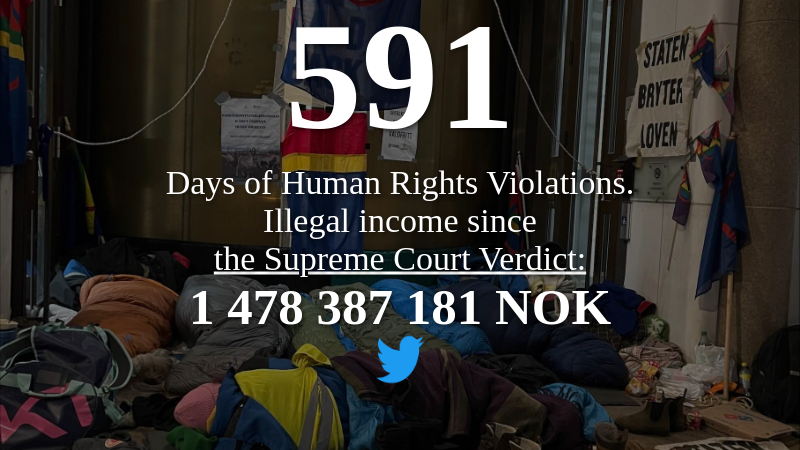 591
Days of Human Rights Violations.
Illegal income since
the Supreme Court Verdict:
1 478 387 181 NOK
STATEN
BRYTER
LOVEN